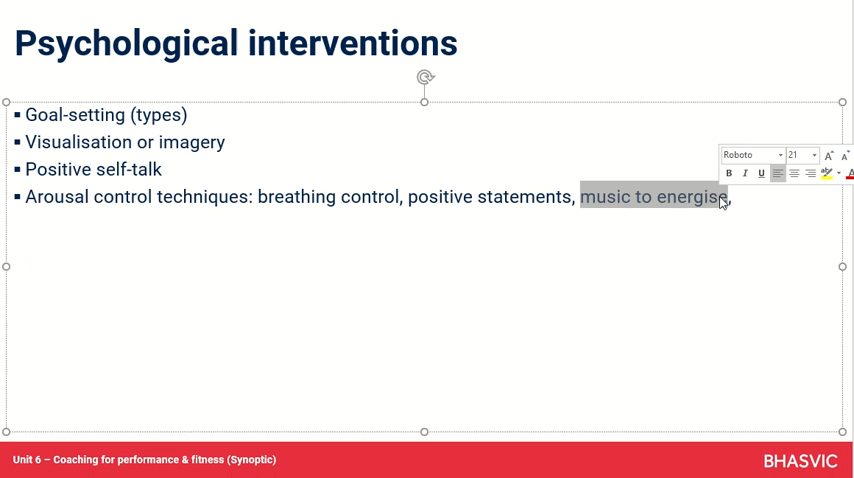 Psychological interventions
▪ Goal-setting (types)
▪ Visualisation or imagery
Roboto 21
▪ Positive self-talk
B I U
▪ Arousal control techniques: breathing control, positive statements, music to energise,
Unit 6 – Coaching for performance & fitness (Synoptic)
BHASVIC